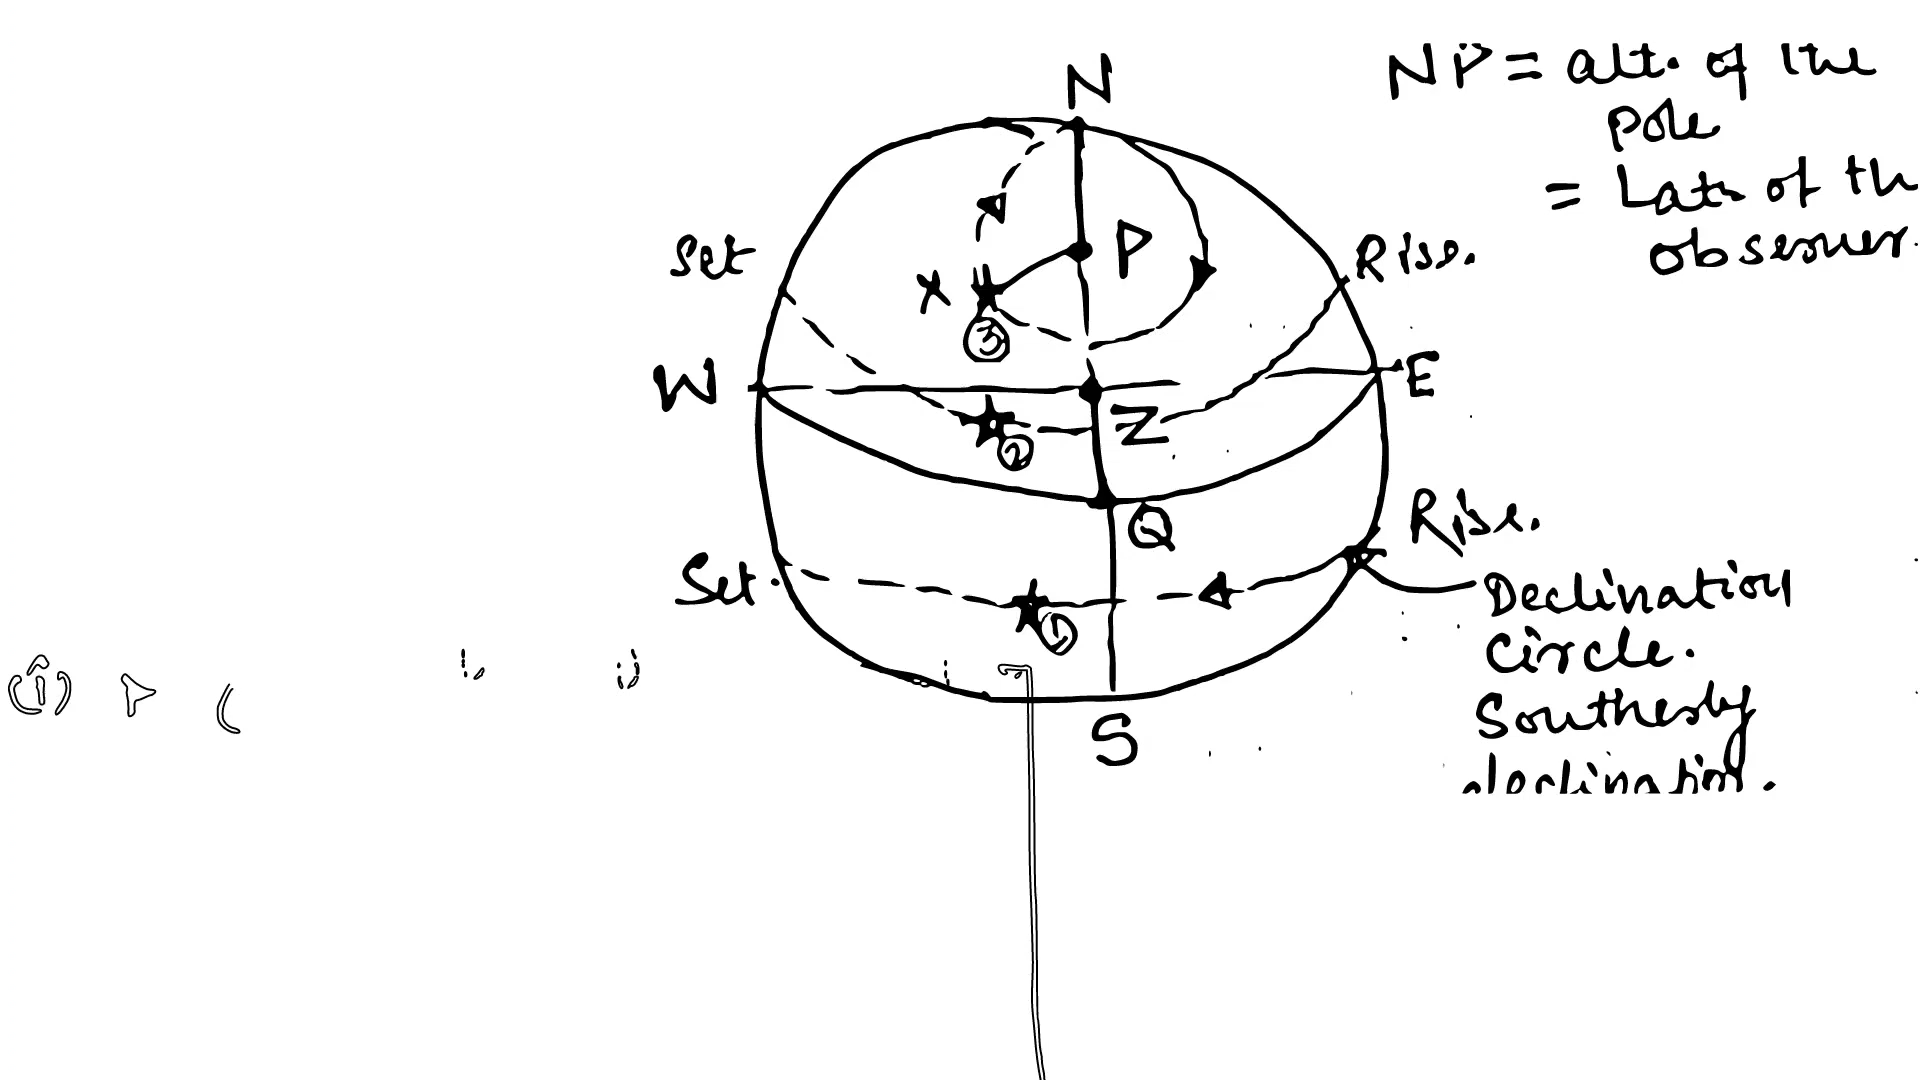 N
NP = alt. of the
pole
= Lat. of th
observer.
P
Set
Rise.
X
3
W
E
Z
2
Q
Rise.
Set.
1
Declination
Circle.
Southerly
declination.
S
(i)